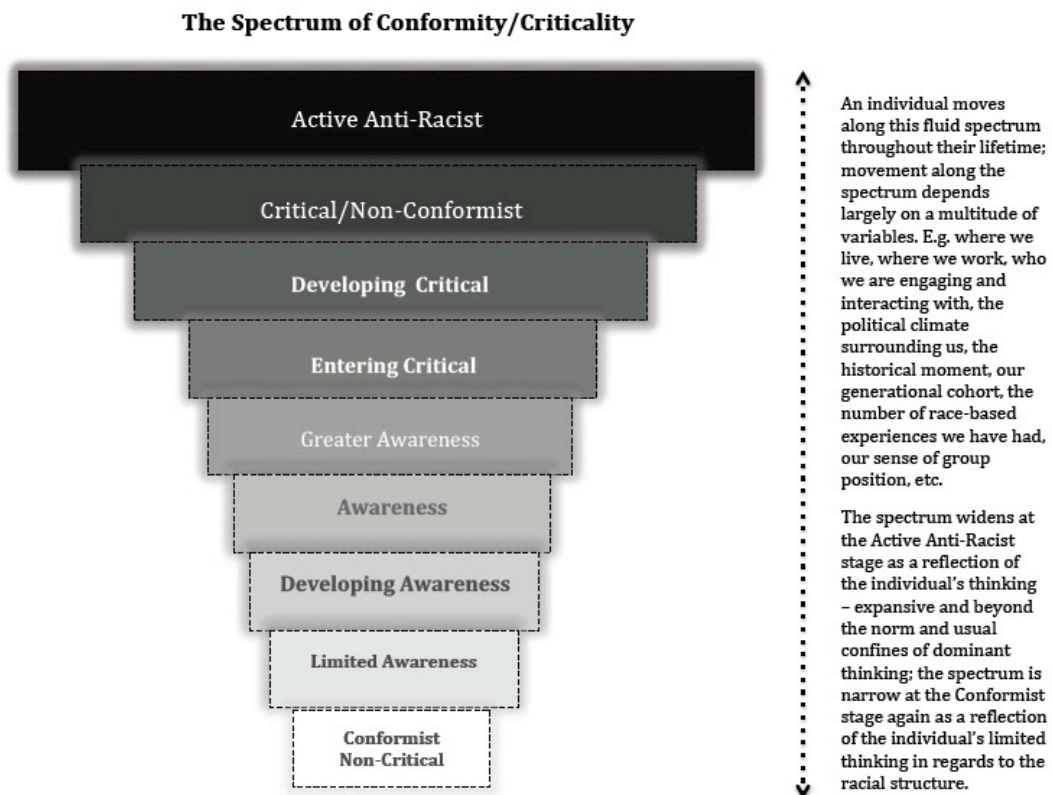 The Spectrum of Conformity/Criticality
Active Anti-Racist
Critical/Non-Conformist
Developing Critical
Entering Critical
Greater Awareness
Awareness
Developing Awareness
Limited Awareness
Conformist
Non-Critical
An individual moves
along this fluid spectrum
throughout their lifetime;
movement along the
spectrum depends
largely on a multitude of
variables. E.g. where we
live, where we work, who
we are engaging and
interacting with, the
political climate
surrounding us, the
historical moment, our
generational cohort, the
number of race-based
experiences we have had,
our sense of group
position, etc.
The spectrum widens at
the Active Anti-Racist
stage as a reflection of
the individual's thinking
– expansive and beyond
the norm and usual
confines of dominant
thinking; the spectrum is
narrow at the Conformist
stage again as a reflection
of the individual's limited
thinking in regards to the
racial structure.